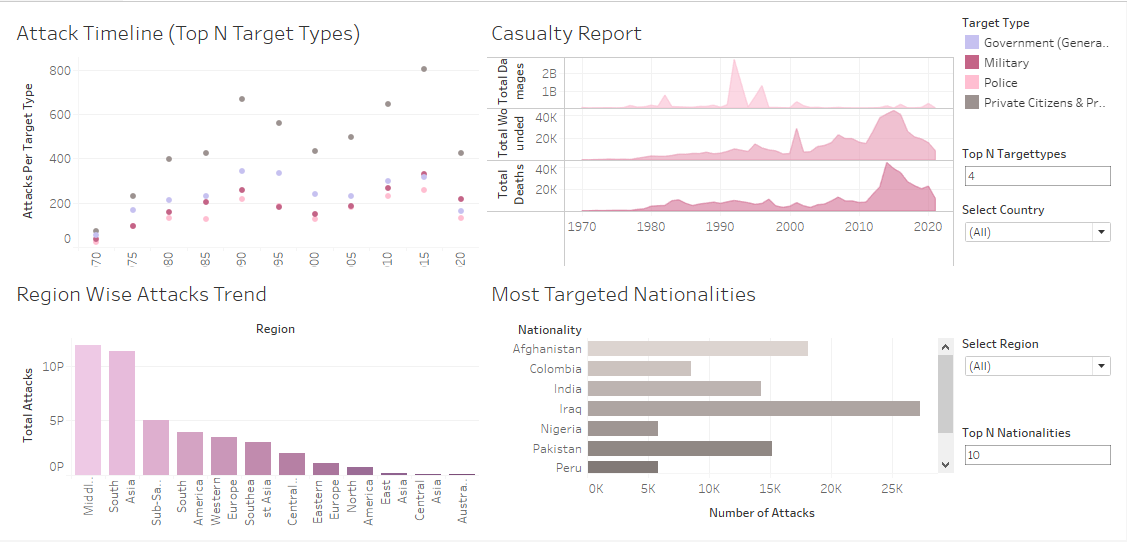 Attack Timeline (Top N Target Types)
Attacks Per Target Type
800
600
400
200
0
70
75
80
85
90
95
00
05
10
15
20
Casualty Report
Total Da
mages
2B
1B
Total Wo
unded
40K
20K
Total
Deaths
40K
20K
1970
1980
1990
2000
2010
2020
Target Type
Government (Genera..
Military
Police
Private Citizens & Pr..
Top N Targettypes
4
Select Country
(All)
Region Wise Attacks Trend
Region
Total Attacks
10P
5P
0P
Middl..
South
Asia
Sub-Sa..
South
America
Western
Europe
Southea
st Asia
Central..
Eastern
Europe
North
America
East
Asia
Central
Asia
Austra..
Most Targeted Nationalities
Nationality
Afghanistan
Colombia
India
Iraq
Nigeria
Pakistan
Peru
0K
5K
10K
15K
20K
25K
Number of Attacks
Select Region
(All)
Top N Nationalities
10